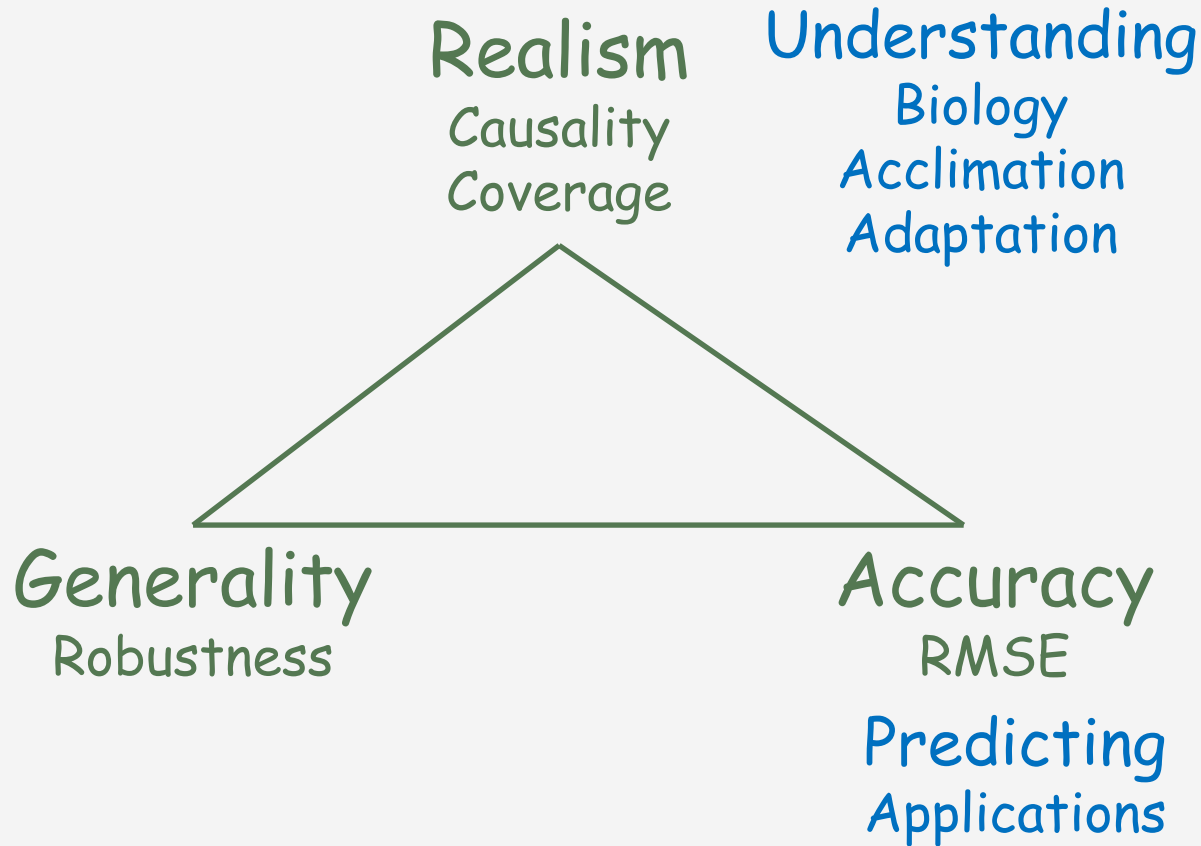 Realism
Causality
Coverage
Understanding
Biology
Acclimation
Adaptation
Generality
Robustness
Accuracy
RMSE
Predicting
Applications